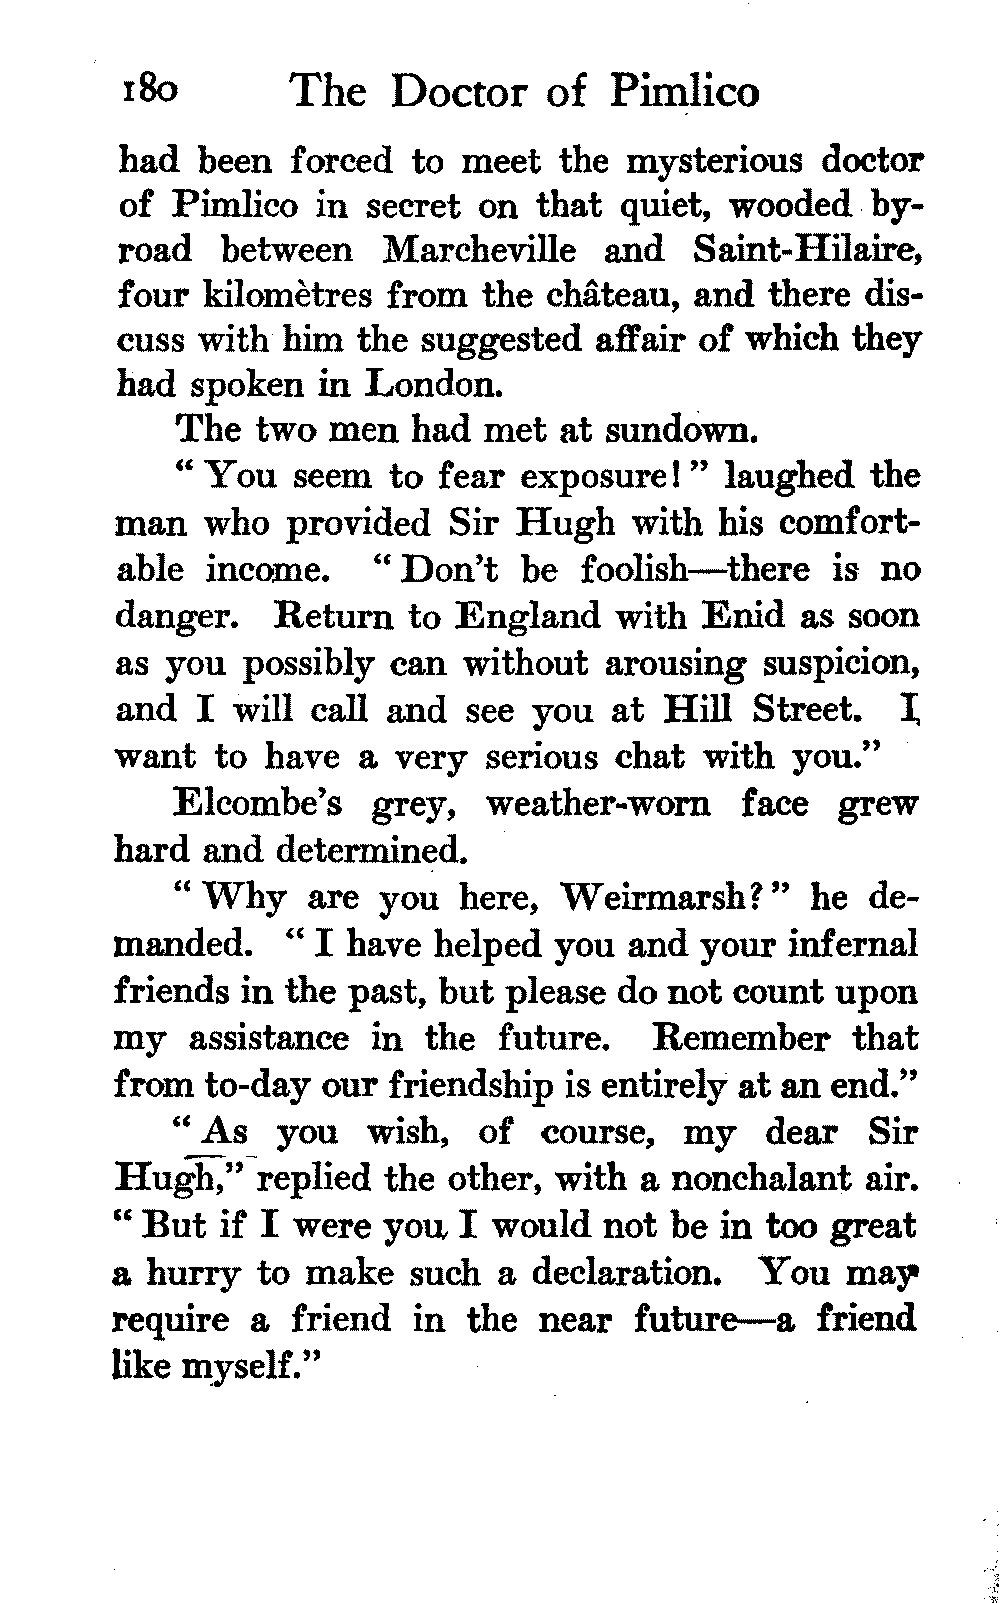 180 The Doctor of Pimlico
had been forced to meet the mysterious doctor
of Pimlico in secret on that quiet, wooded by-
road between Marcheville and Saint-Hilaire,
four kilomètres from the château, and there dis-
cuss with him the suggested affair of which they
had spoken in London.
The two men had met at sundown.
“ You seem to fear exposure! ” laughed the
man who provided Sir Hugh with his comfort-
able income. “ Don’t be foolish—there is no
danger. Return to England with Enid as soon
as you possibly can without arousing suspicion,
and I will call and see you at Hill Street. I
want to have a very serious chat with you.”
Elcombe’s grey, weather-worn face grew
hard and determined.
“ Why are you here, Weirmarsh? ” he de-
manded. “ I have helped you and your infernal
friends in the past, but please do not count upon
my assistance in the future. Remember that
from to-day our friendship is entirely at an end.”
“ As you wish, of course, my dear Sir
Hugh,” replied the other, with a nonchalant air.
“ But if I were you I would not be in too great
a hurry to make such a declaration. You may
require a friend in the near future—a friend
like myself.”